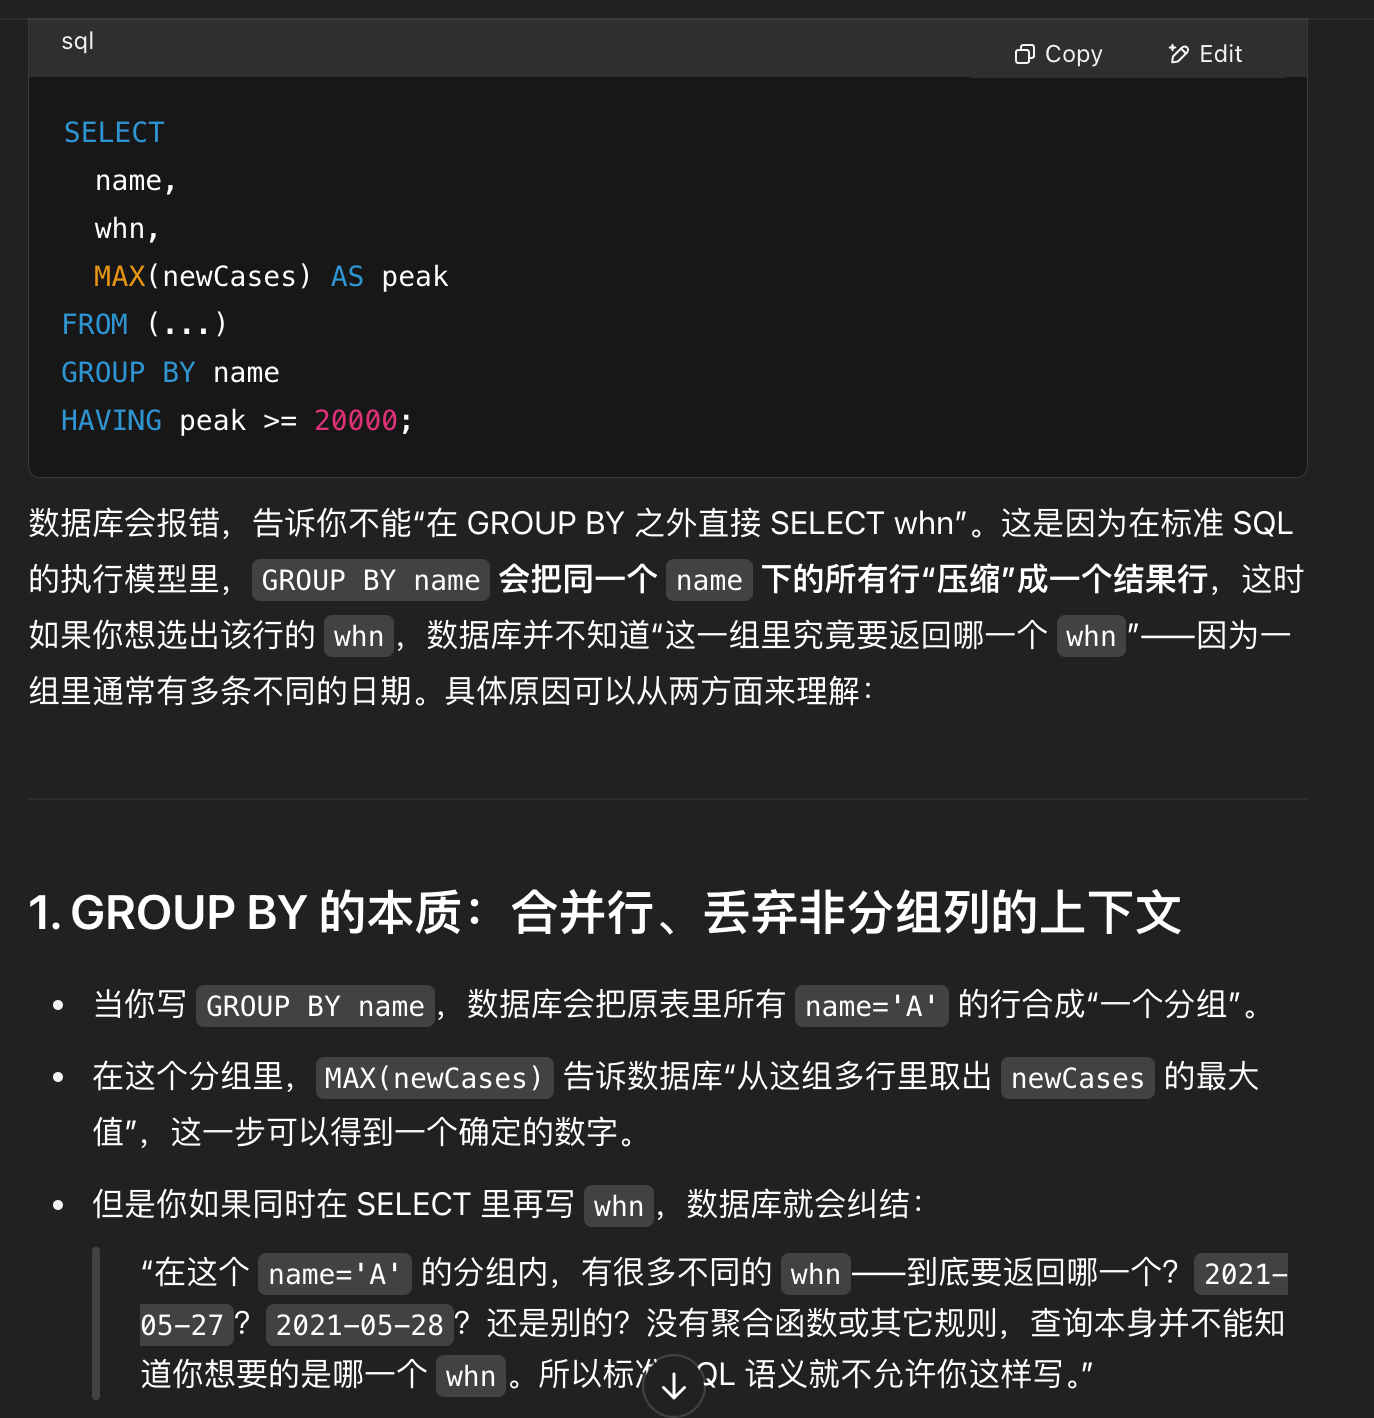 sql
Copy
Edit
SELECT
name,
whn,
MAX(newCases) AS peak
FROM (...)
GROUP BY name
HAVING peak >= 20000;
数据库会报错，告诉你不能“在 GROUP BY 之外直接 SELECT whn”。这是因为在标准 SQL
的执行模型里， GROUP BY name 会把同一个 name 下的所有行“压缩”成一个结果行，这时
如果你想选出该行的 whn ，数据库并不知道“这一组里究竟要返回哪一个 whn ”——因为一
组里通常有多条不同的日期。具体原因可以从两方面来理解：
1. GROUP BY 的本质：合并行、丢弃非分组列的上下文
• 当你写 GROUP BY name ，数据库会把原表里所有 name='A' 的行合成“一个分组”。
• 在这个分组里， MAX(newCases) 告诉数据库“从这组多行里取出 newCases 的最大
值”，这一步可以得到一个确定的数字。
• 但是你如果同时在 SELECT 里再写 whn ，数据库就会纠结：
“在这个 name='A' 的分组内，有很多不同的 whn ——到底要返回哪一个？ 2021-
05-27 ？ 2021-05-28 ？还是别的？没有聚合函数或其它规则，查询本身并不能知
道你想要的是哪一个 whn 。所以标 QL 语义就不允许你这样写。”